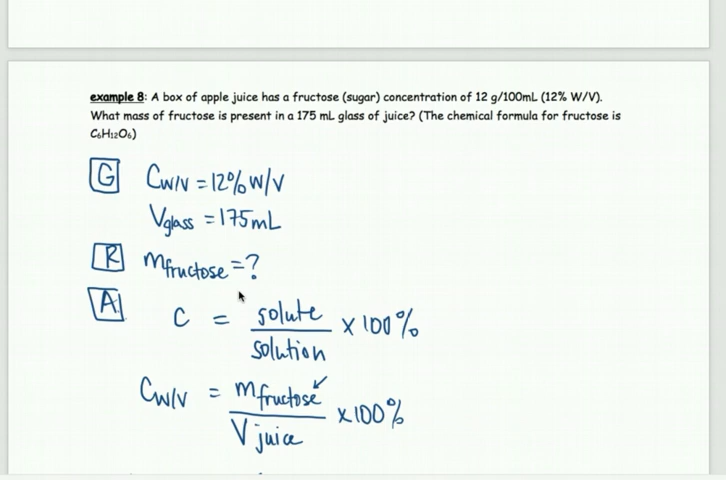 example 8: A box of apple juice has a fructose (sugar) concentration of 12 g/100mL (12% W/V).
What mass of fructose is present in a 175 mL glass of juice? (The chemical formula for fructose is
C₆H₁₂O₆)
G C W/V = 12% W/V
Vglass = 175mL
R mfructose = ?
A C = solute / solution x 100%
C W/V = mfructose / Vjuice x 100%